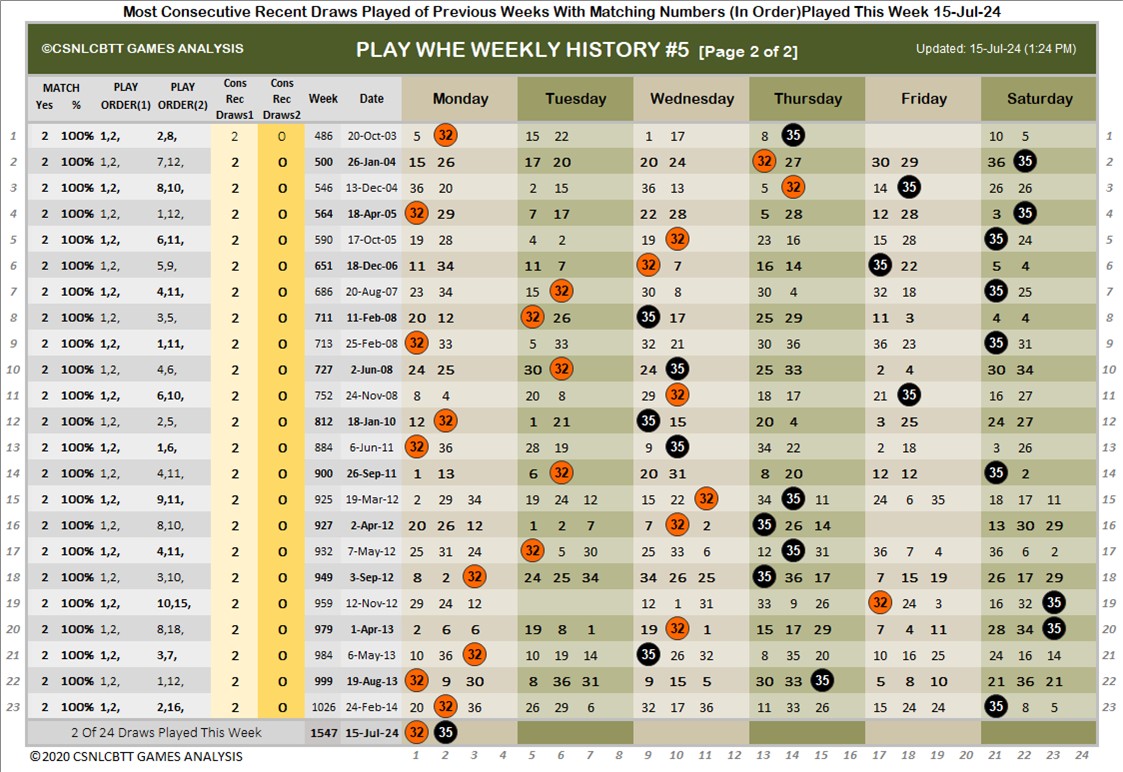 Most Consecutive Recent Draws Played of Previous Weeks With Matching Numbers (In Order)Played This Week 15-Jul-24
©CSNLCBTT GAMES ANALYSIS PLAY WHE WEEKLY HISTORY #5 [Page 2 of 2] Updated: 15-Jul-24 (1:24 PM)
MATCH PLAY PLAY Cons Cons
Yes % ORDER(1) ORDER(2) Rec Rec Week Date Monday Tuesday Wednesday Thursday Friday Saturday
Draws1 Draws2
1 2 100% 1,2, 2,8, 2 0 486 20-Oct-03 5 32 15 22 1 17 8 35 10 5 1
2 2 100% 1,2, 7,12, 2 0 500 26-Jan-04 15 26 17 20 20 24 32 27 30 29 36 35 2
3 2 100% 1,2, 8,10, 2 0 546 13-Dec-04 36 20 2 15 36 13 5 32 14 35 26 26 3
4 2 100% 1,2, 1,12, 2 0 564 18-Apr-05 32 29 7 17 22 28 5 28 12 28 3 35 4
5 2 100% 1,2, 6,11, 2 0 590 17-Oct-05 19 28 4 2 19 32 23 16 15 28 35 24 5
6 2 100% 1,2, 5,9, 2 0 651 18-Dec-06 11 34 11 7 32 7 16 14 35 22 5 4 6
7 2 100% 1,2, 4,11, 2 0 686 20-Aug-07 23 34 15 32 30 8 30 4 32 18 35 25 7
8 2 100% 1,2, 3,5, 2 0 711 11-Feb-08 20 12 32 26 35 17 25 29 11 3 4 4 8
9 2 100% 1,2, 1,11, 2 0 713 25-Feb-08 32 33 5 33 32 21 30 36 36 23 35 31 9
10 2 100% 1,2, 4,6, 2 0 727 2-Jun-08 24 25 30 32 24 35 25 33 2 4 30 34 10
11 2 100% 1,2, 6,10, 2 0 752 24-Nov-08 8 4 20 8 29 32 18 17 21 35 16 27 11
12 2 100% 1,2, 2,5, 2 0 812 18-Jan-10 12 32 1 21 35 15 20 4 3 25 24 27 12
13 2 100% 1,2, 1,6, 2 0 884 6-Jun-11 32 36 28 19 9 35 34 22 2 18 3 26 13
14 2 100% 1,2, 4,11, 2 0 900 26-Sep-11 1 13 6 32 20 31 8 20 12 12 35 2 14
15 2 100% 1,2, 9,11, 2 0 925 19-Mar-12 2 29 34 19 24 12 15 22 32 34 35 11 24 6 35 18 17 11 15
16 2 100% 1,2, 8,10, 2 0 927 2-Apr-12 20 26 12 1 2 7 7 32 2 35 26 14 13 30 29 16
17 2 100% 1,2, 4,11, 2 0 932 7-May-12 25 31 24 32 5 30 25 33 6 12 35 31 36 7 4 36 6 2 17
18 2 100% 1,2, 3,10, 2 0 949 3-Sep-12 8 2 32 24 25 34 34 26 25 35 36 17 7 15 19 26 17 29 18
19 2 100% 1,2, 10,15, 2 0 959 12-Nov-12 29 24 12 12 1 31 33 9 26 32 24 3 16 32 35 19
20 2 100% 1,2, 8,18, 2 0 979 1-Apr-13 2 6 6 19 8 1 19 32 1 15 17 29 7 4 11 28 34 35 20
21 2 100% 1,2, 3,7, 2 0 984 6-May-13 10 36 32 10 19 14 35 26 32 8 35 20 10 16 25 24 16 14 21
22 2 100% 1,2, 1,12, 2 0 999 19-Aug-13 32 9 30 8 36 31 9 15 5 30 33 35 5 8 10 21 36 21 22
23 2 100% 1,2, 2,16, 2 0 1026 24-Feb-14 20 32 36 26 29 6 32 17 36 11 33 26 15 24 24 35 8 5 23
2 Of 24 Draws Played This Week 1547 15-Jul-24 32 35
©2020 CSNLCBTT GAMES ANALYSIS 1 2 3 4 5 6 7 8 9 10 11 12 13 14 15 16 17 18 19 20 21 22 23 24